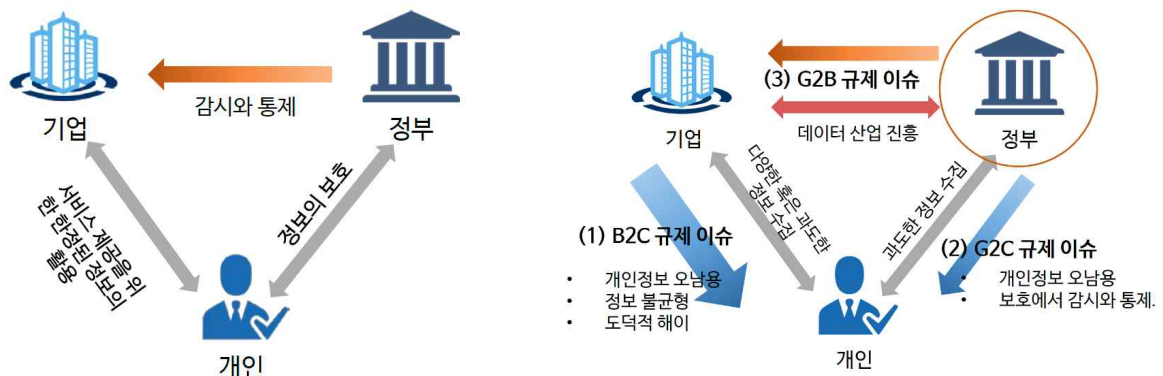 감시와 통제
기업
정부
서비스 제공을 위
한 한정된 정보의
활용
정보의 보호
개인
(3) G2B 규제 이슈
데이터 산업 진흥
기업
정부
다양한 혹은 과도한
정보 수집
과도한 정보 수집
(1) B2C 규제 이슈
• 개인정보 오남용
• 정보 불균형
• 도덕적 해이
(2) G2C 규제 이슈
• 개인정보 오남용
• 보호에서 감시와 통제
개인